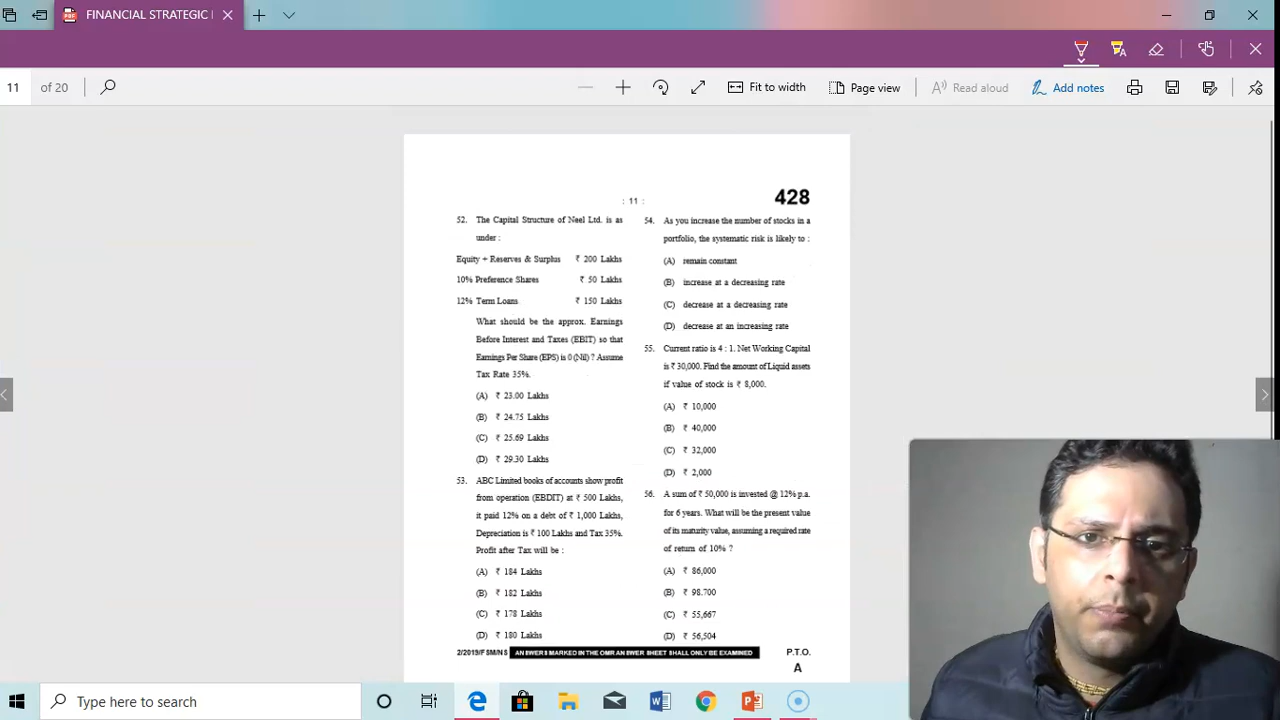 FINANCIAL STRATEGIC
11 of 20
Fit to width
Page view
Read aloud
Add notes
428
: 11 :
52. The Capital Structure of Neel Ltd. is as
under :
Equity + Reserves & Surplus ₹ 200 Lakhs
10% Preference Shares ₹ 50 Lakhs
12% Term Loans ₹ 150 Lakhs
What should be the approx. Earnings
Before Interest and Taxes (EBIT) so that
Earnings Per Share (EPS) is 0 (Nil) ? Assume
Tax Rate 35%.
(A) ₹ 23.00 Lakhs
(B) ₹ 24.75 Lakhs
(C) ₹ 25.69 Lakhs
(D) ₹ 29.30 Lakhs
53. ABC Limited books of accounts show profit
from operation (EBDIT) at ₹ 500 Lakhs,
it paid 12% on a debt of ₹ 1,000 Lakhs,
Depreciation is ₹ 100 Lakhs and Tax 35%.
Profit after Tax will be :
(A) ₹ 184 Lakhs
(B) ₹ 182 Lakhs
(C) ₹ 178 Lakhs
(D) ₹ 180 Lakhs
54. As you increase the number of stocks in a
portfolio, the systematic risk is likely to :
(A) remain constant
(B) increase at a decreasing rate
(C) decrease at a decreasing rate
(D) decrease at an increasing rate
55. Current ratio is 4 : 1. Net Working Capital
is ₹ 30,000. Find the amount of Liquid assets
if value of stock is ₹ 8,000.
(A) ₹ 10,000
(B) ₹ 40,000
(C) ₹ 32,000
(D) ₹ 2,000
56. A sum of ₹ 50,000 is invested @ 12% p.a.
for 6 years. What will be the present value
of its maturity value, assuming a required rate
of return of 10% ?
(A) ₹ 86,000
(B) ₹ 98.700
(C) ₹ 55,667
(D) ₹ 56,504
2/2019/FSM/NS ANSWERS MARKED IN THE OMR ANSWER SHEET SHALL ONLY BE EXAMINED P.T.O.
A
Type here to search